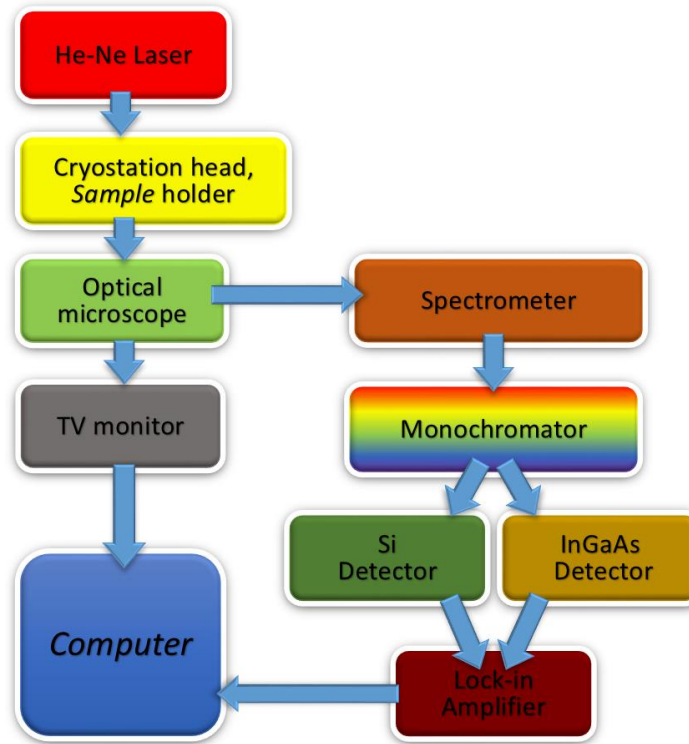 He-Ne Laser
Cryostation head,
Sample holder
Optical
microscope
Spectrometer
TV monitor
Monochromator
Si
Detector
InGaAs
Detector
Computer
Lock-in
Amplifier